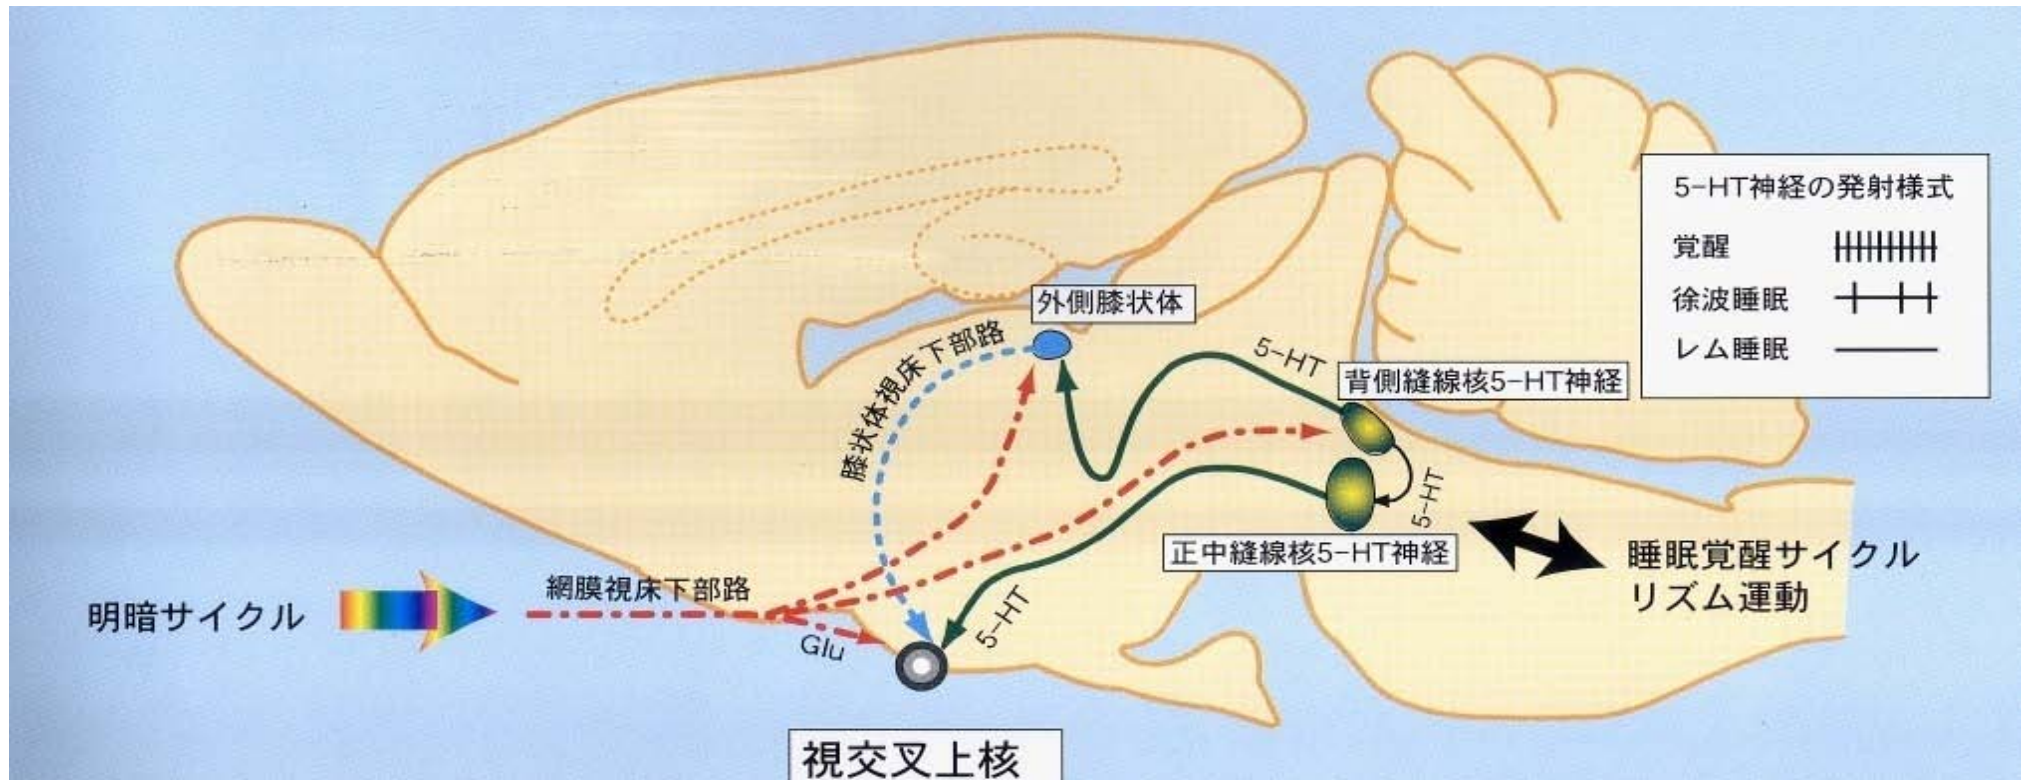 5-HT神経の発射様式
覚醒
徐波睡眠
レム睡眠
外側膝状体
膝状体視床下部路
5-HT
背側縫線核5-HT神経
5-HT
正中縫線核5-HT神経
睡眠覚醒サイクル
リズム運動
明暗サイクル
網膜視床下部路
Glu
5-HT
視交叉上核